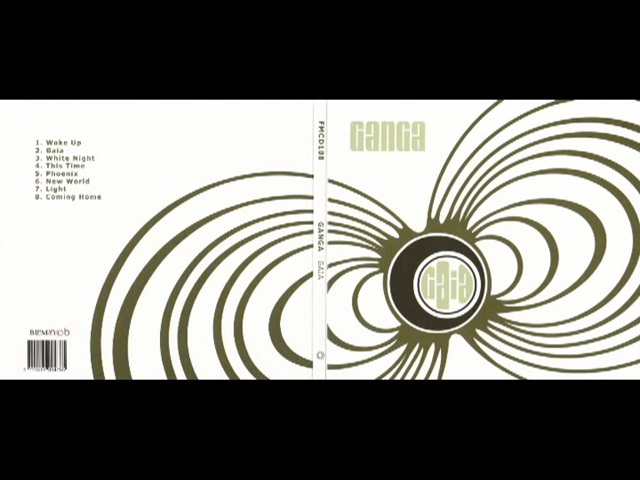 1. Wake Up
2. Gaia
3. White Night
4. This Time
5. Phoenix
6. New World
7. Light
8. Coming Home
FMCD108
GANGA GAIA
GANGA
Gaia